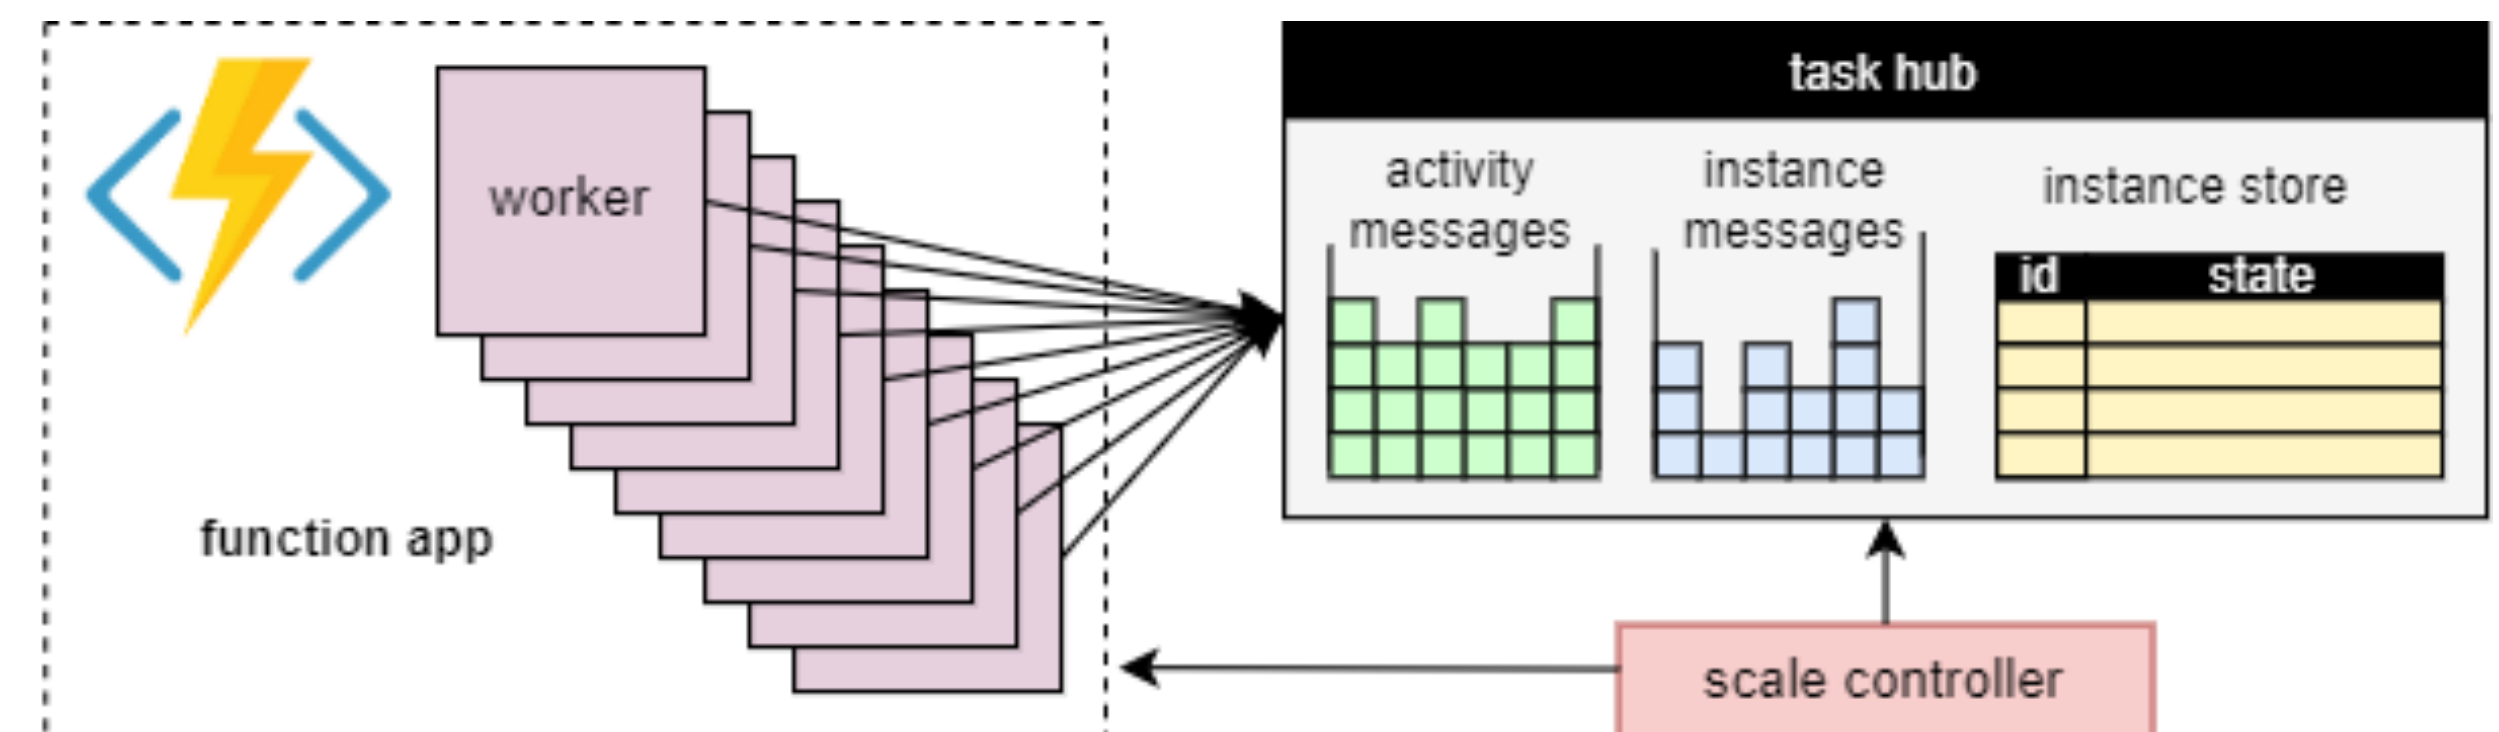 task hub
activity
messages
instance
messages
instance store
id
state
worker
function app
scale controller